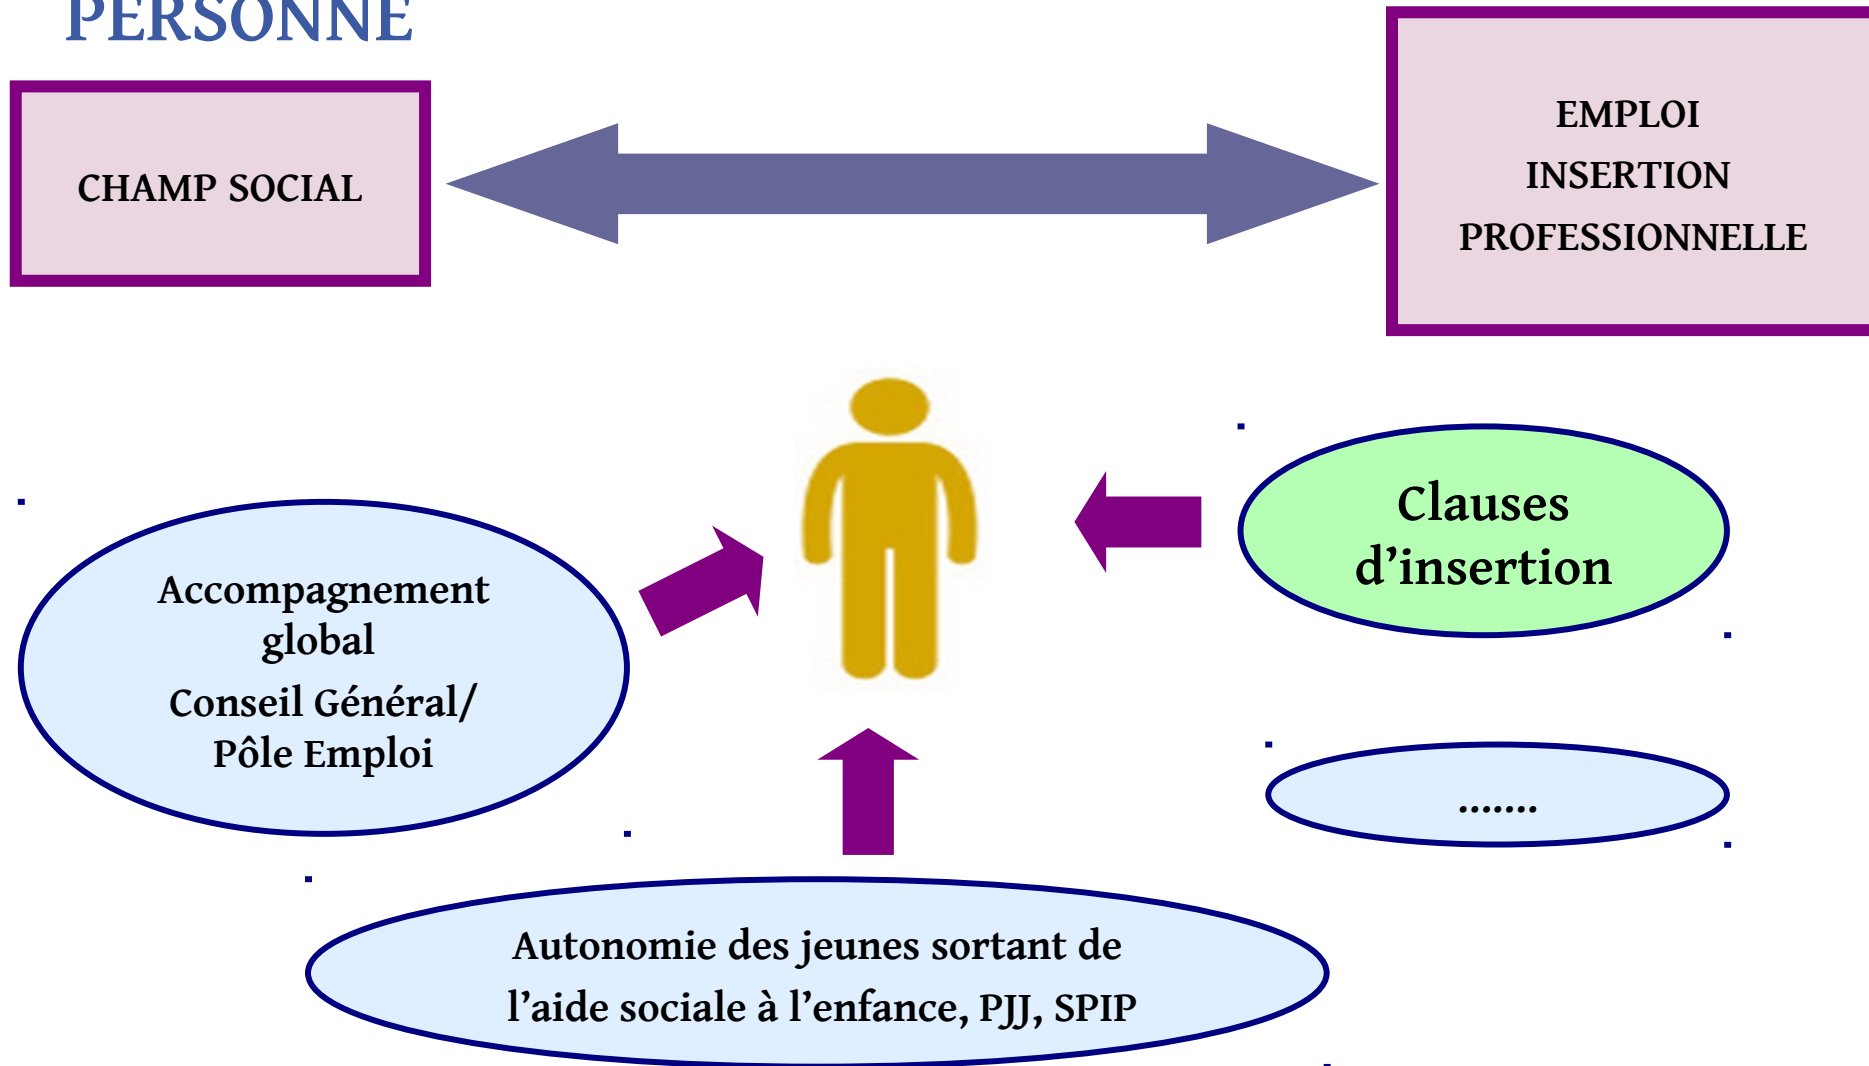 PERSONNE
CHAMP SOCIAL
EMPLOI
INSERTION
PROFESSIONNELLE
Clauses
d’insertion
Accompagnement
global
Conseil Général/
Pôle Emploi
.......
Autonomie des jeunes sortant de
l’aide sociale à l’enfance, PJJ, SPIP